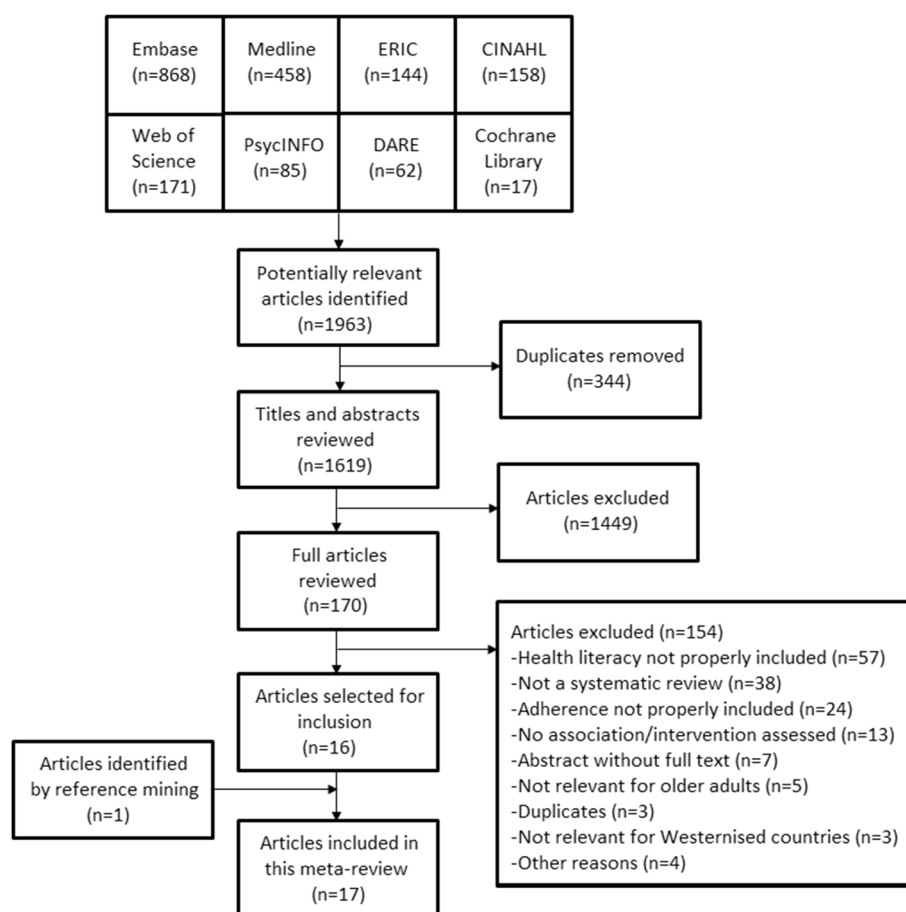 Embase
(n=868)
Medline
(n=458)
ERIC
(n=144)
CINAHL
(n=158)
Web of
Science
(n=171)
PsycINFO
(n=85)
DARE
(n=62)
Cochrane
Library
(n=17)
Potentially relevant
articles identified
(n=1963)
Duplicates removed
(n=344)
Titles and abstracts
reviewed
(n=1619)
Articles excluded
(n=1449)
Full articles
reviewed
(n=170)
Articles excluded (n=154)
-Health literacy not properly included (n=57)
-Not a systematic review (n=38)
-Adherence not properly included (n=24)
-No association/intervention assessed (n=13)
-Abstract without full text (n=7)
-Not relevant for older adults (n=5)
-Duplicates (n=3)
-Not relevant for Westernised countries (n=3)
-Other reasons (n=4)
Articles selected for
inclusion
(n=16)
Articles identified
by reference mining
(n=1)
Articles included in
this meta-review
(n=17)